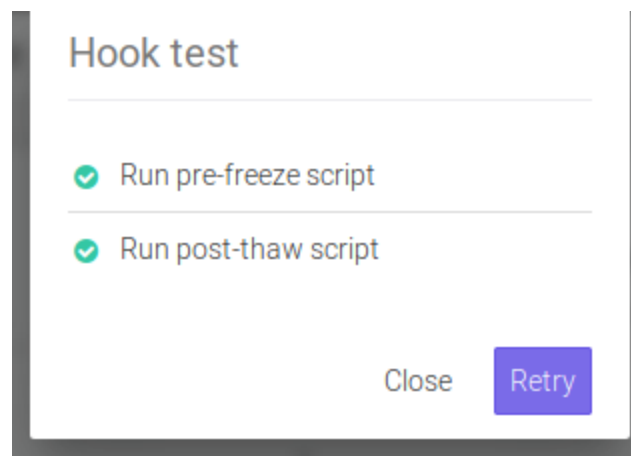 Hook test
Run pre-freeze script
Run post-thaw script
Close
Retry